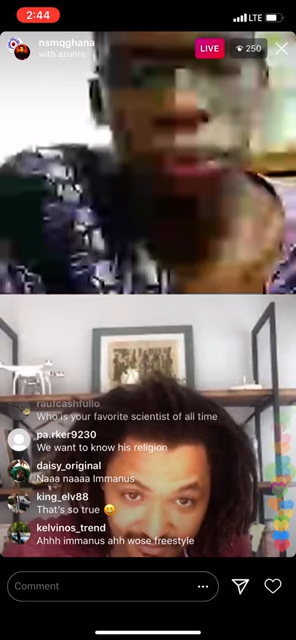 2:44
LTE
nsmqghana
with azunre
LIVE
250
raufcashfulio
Who is your favorite scientist of all time
pa.rker9230
We want to know his religion
daisy_original
Naaa naaaa Immanus
king_elv88
That's so true 😆
kelvinos_trend
Ahhh immanus ahh wose freestyle
Comment